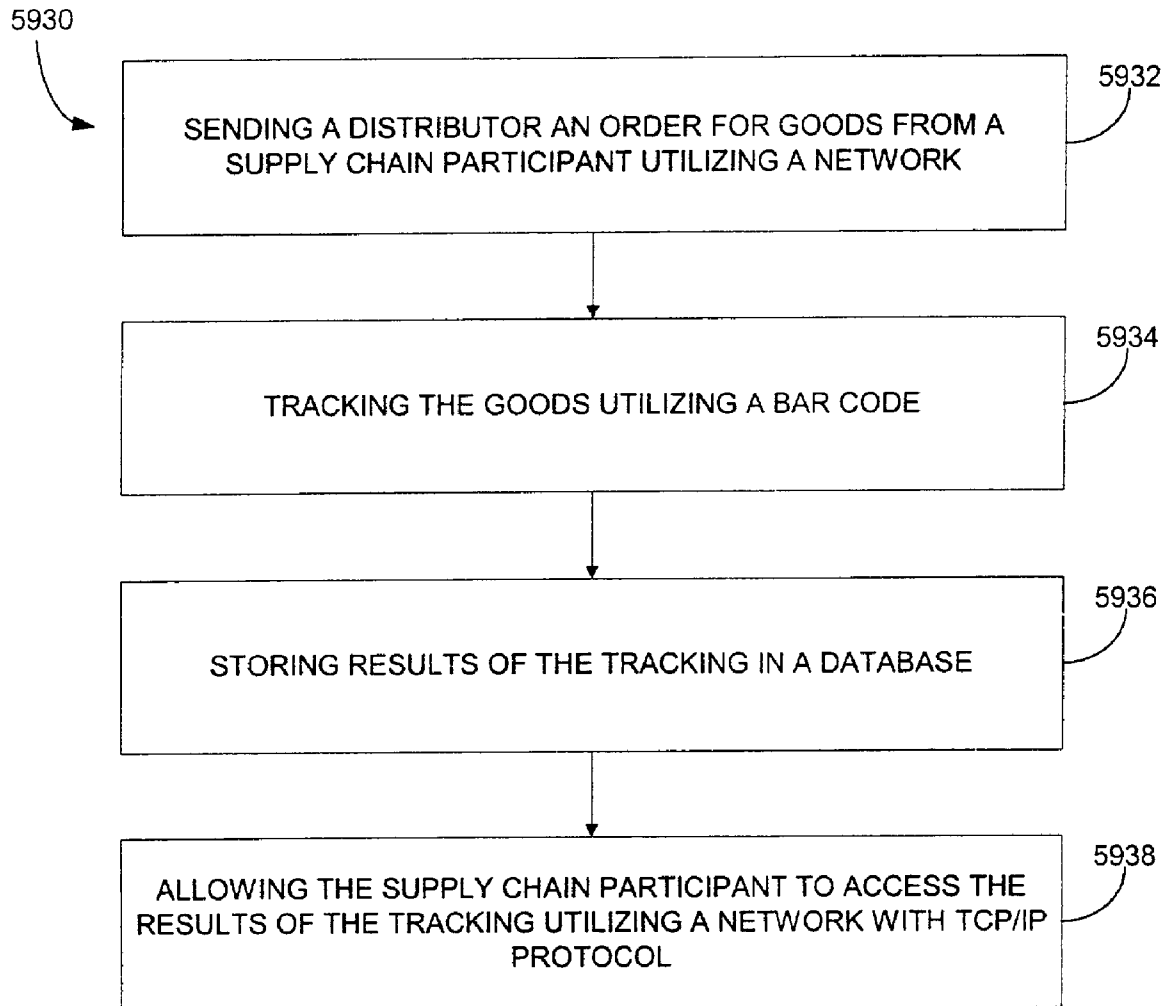 5930
5932
SENDING A DISTRIBUTOR AN ORDER FOR GOODS FROM A
SUPPLY CHAIN PARTICIPANT UTILIZING A NETWORK
5934
TRACKING THE GOODS UTILIZING A BAR CODE
5936
STORING RESULTS OF THE TRACKING IN A DATABASE
5938
ALLOWING THE SUPPLY CHAIN PARTICIPANT TO ACCESS THE
RESULTS OF THE TRACKING UTILIZING A NETWORK WITH TCP/IP
PROTOCOL